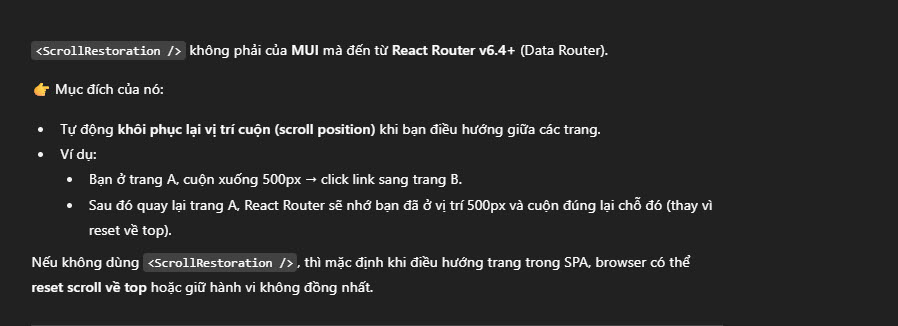 <ScrollRestoration /> không phải của MUI mà đến từ React Router v6.4+ (Data Router).
👉 Mục đích của nó:
• Tự động khôi phục lại vị trí cuộn (scroll position) khi bạn điều hướng giữa các trang.
• Ví dụ:
• Bạn ở trang A, cuộn xuống 500px → click link sang trang B.
• Sau đó quay lại trang A, React Router sẽ nhớ bạn đã ở vị trí 500px và cuộn đúng lại chỗ đó (thay vì
reset về top).
Nếu không dùng <ScrollRestoration />, thì mặc định khi điều hướng trang trong SPA, browser có thể
reset scroll về top hoặc giữ hành vi không đồng nhất.